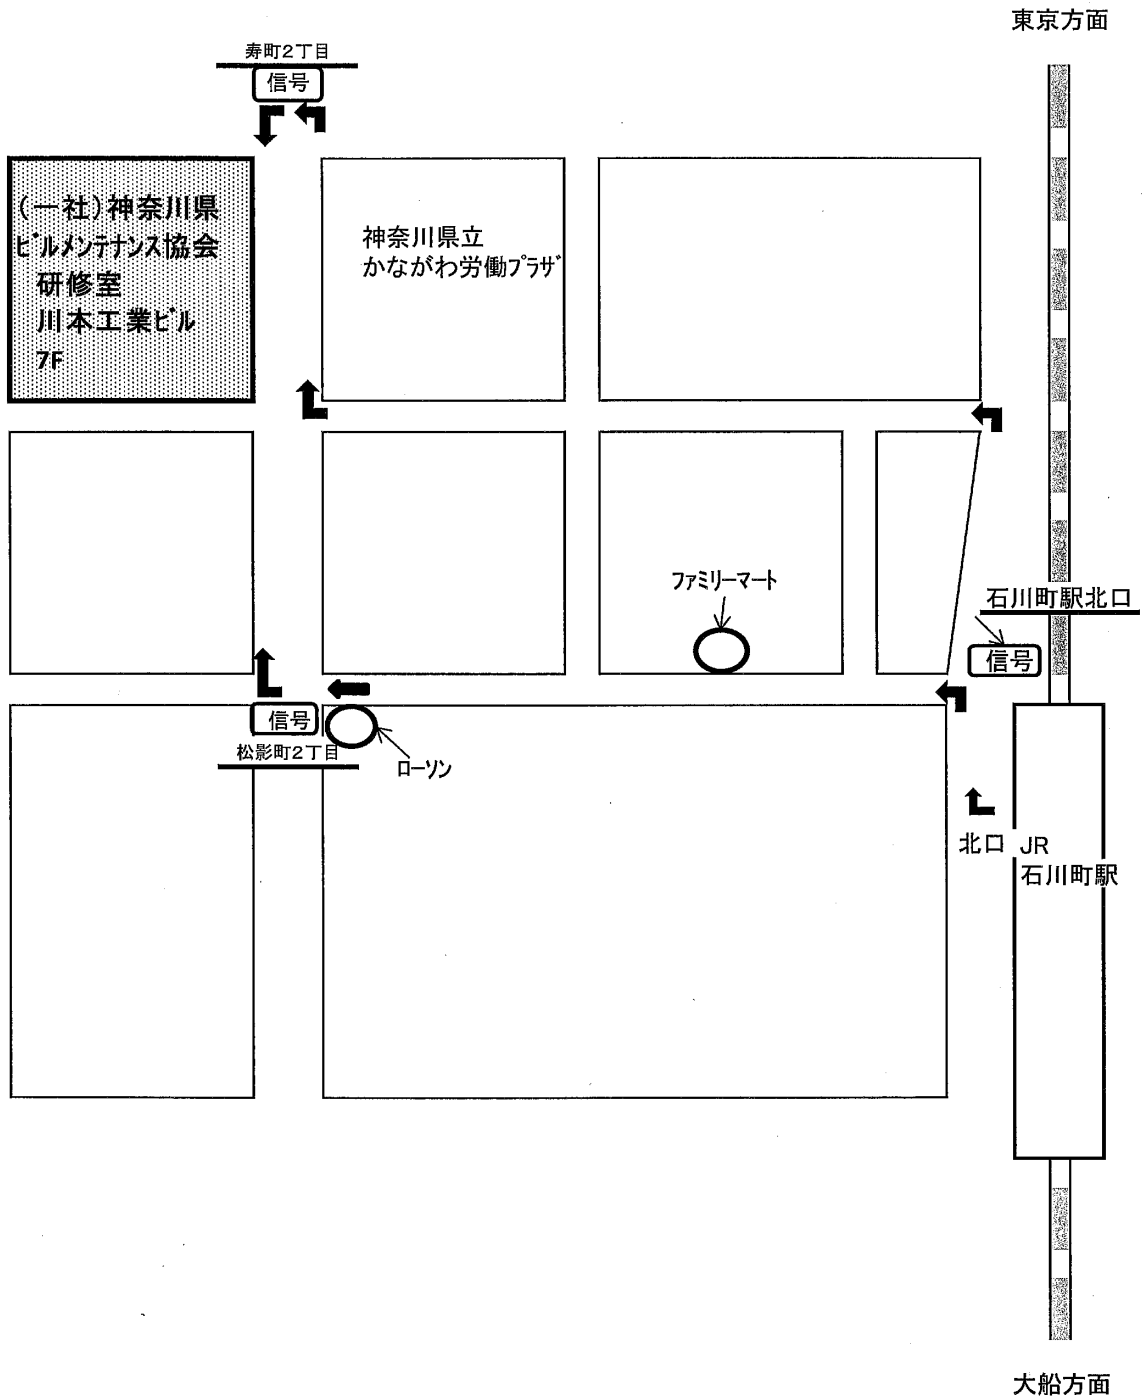 東京方面
寿町2丁目
信号
(一社)神奈川県
ビルメンテナンス協会
研修室
川本工業ビル
7F
神奈川県立
かながわ労働プラザ
ファミリーマート
石川町駅北口
信号
信号
松影町2丁目
ローソン
北口
JR
石川町駅
大船方面